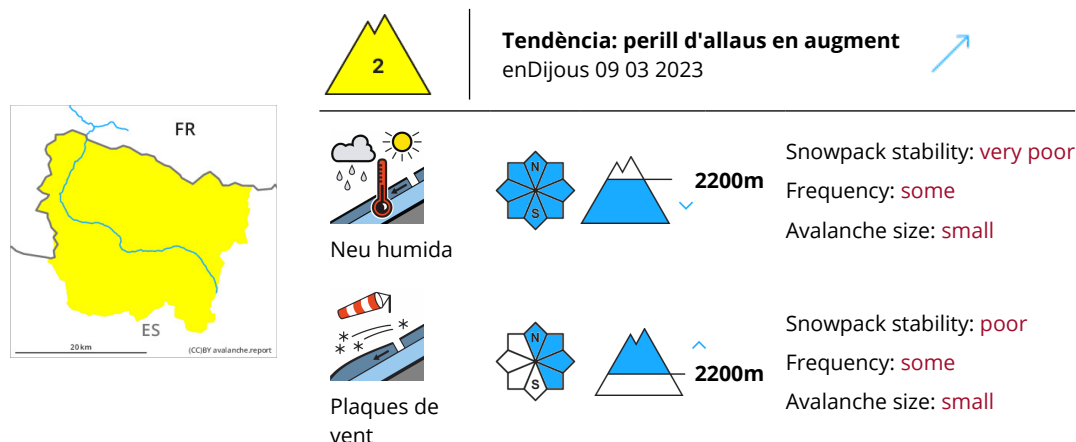 2
Tendència: perill d'allaus en augment
enDijous 09 03 2023
FR
ES
20 km
(CC)BY avalanche.report
N
S
2200m
Neu humida
Snowpack stability: very poor
Frequency: some
Avalanche size: small
N
S
2200m
Plaques de
vent
Snowpack stability: poor
Frequency: some
Avalanche size: small